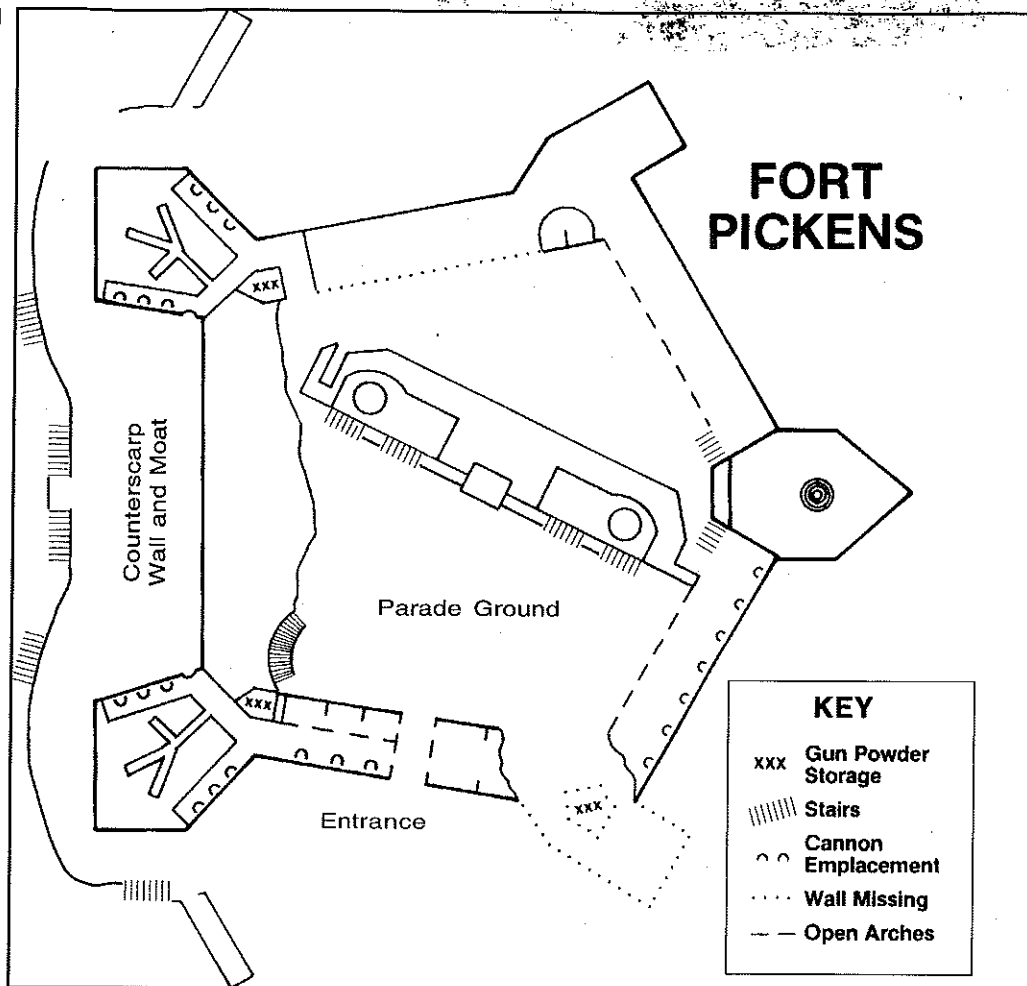 FORT
PICKENS
xxx
Counterscarp
Wall and Moat
Parade Ground
xxx
xxx
Entrance
KEY
xxx Gun Powder
Storage
Stairs
Cannon
Emplacement
Wall Missing
Open Arches